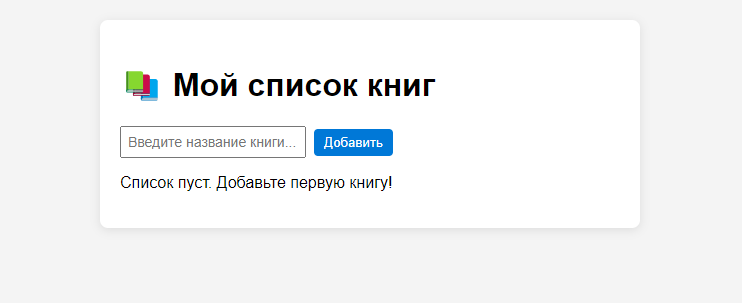 Мой список книг
Введите название книги... Добавить
Список пуст. Добавьте первую книгу!